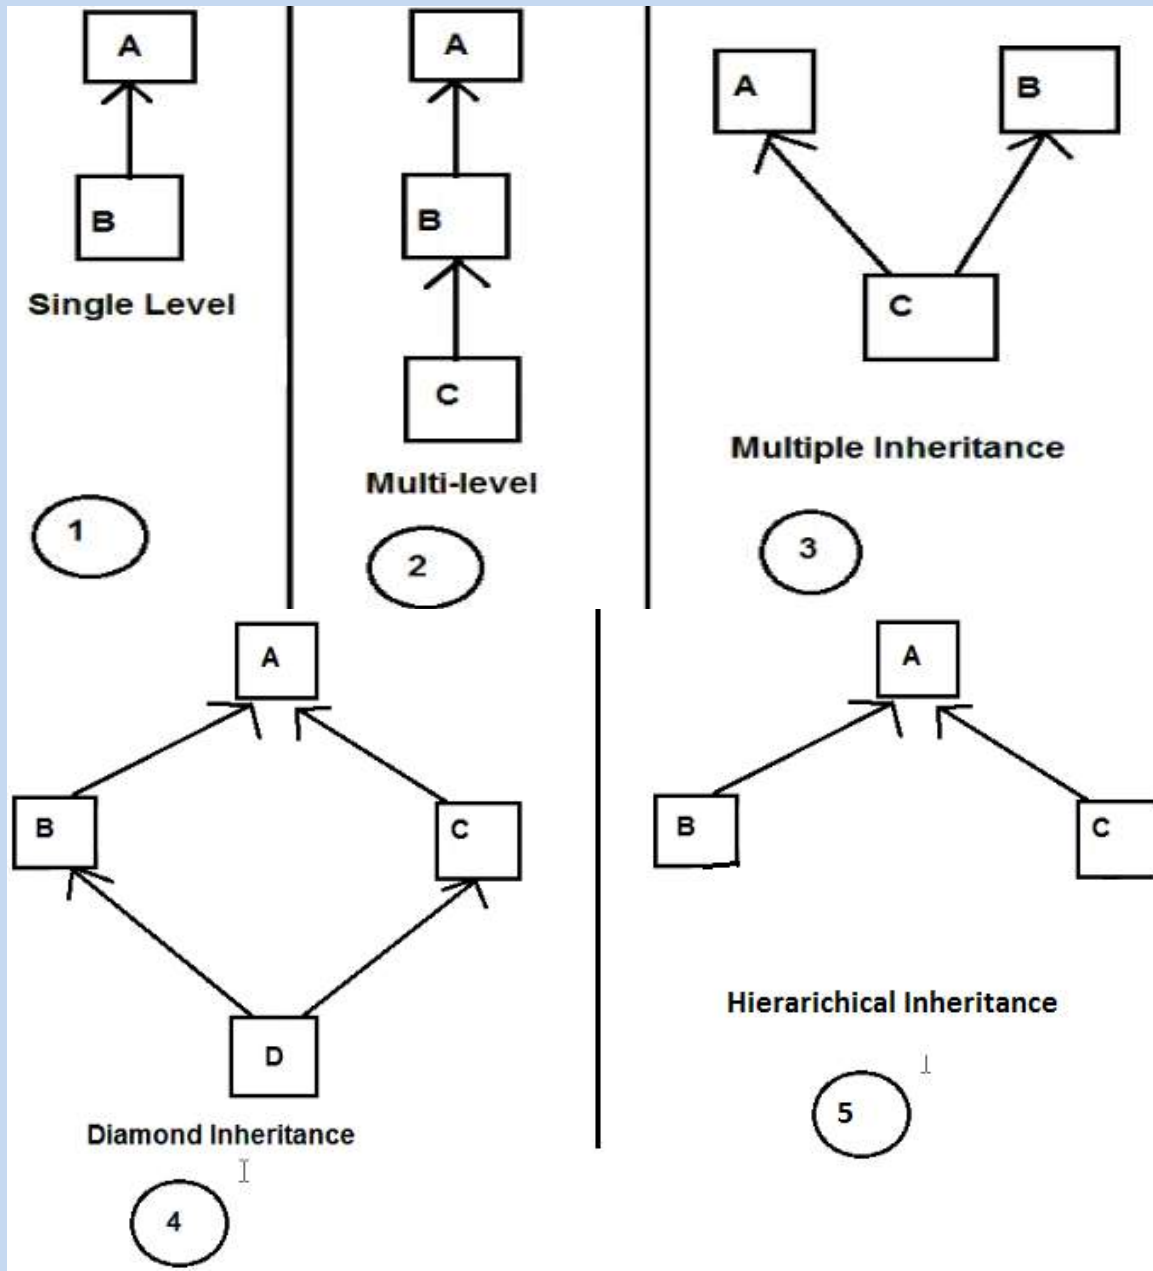 A
B
Single Level
1
A
B
C
Multi-level
2
A
B
C
Multiple Inheritance
3
A
B
C
D
Diamond Inheritance
4
A
B
C
Hierarichical Inheritance
5